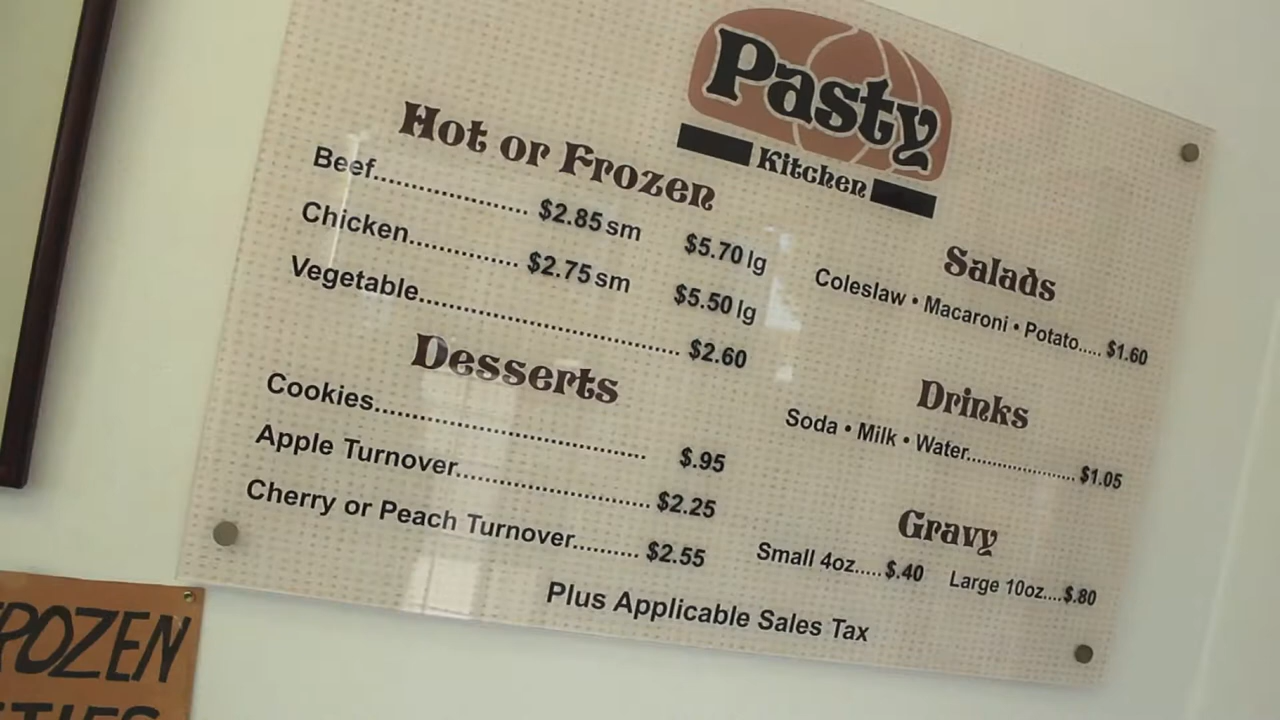 Pasty
Kitchen
Hot or Frozen
Beef.................... $2.85 sm $5.70 lg
Chicken.............. $2.75 sm $5.50 lg
Vegetable.................................. $2.60
Desserts
Cookies................................... $.95
Apple Turnover......................... $2.25
Cherry or Peach Turnover.......... $2.55
Salads
Coleslaw • Macaroni • Potato..... $1.60
Drinks
Soda • Milk • Water...................... $1.05
Gravy
Small 4oz.....$.40 Large 10oz....$.80
Plus Applicable Sales Tax
FROZEN